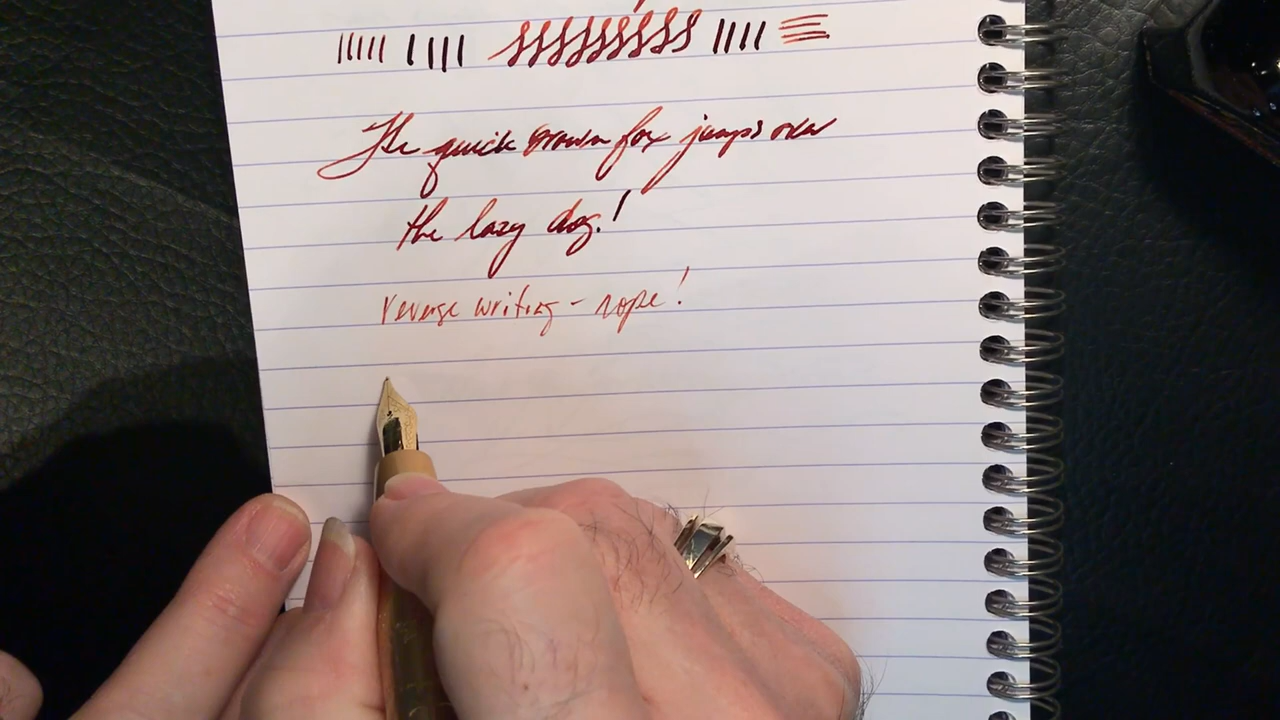 The quick brown fox jumps over
the lazy dog!
reverse writing - nope!